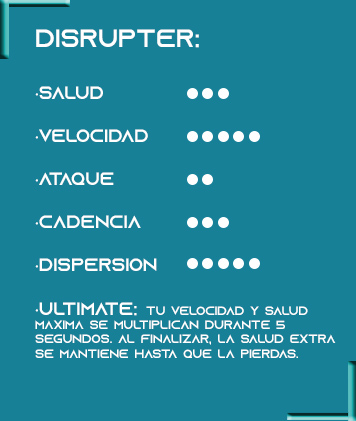 DISRUPTER:
·SALUD
·VELOCIDAD
·ATAQUE
·CADENCIA
·DISPERSION
·ULTIMATE: TU VELOCIDAD Y SALUD
MAXIMA SE MULTIPLICAN DURANTE 5
SEGUNDOS. AL FINALIZAR, LA SALUD EXTRA
SE MANTIENE HASTA QUE LA PIERDAS.